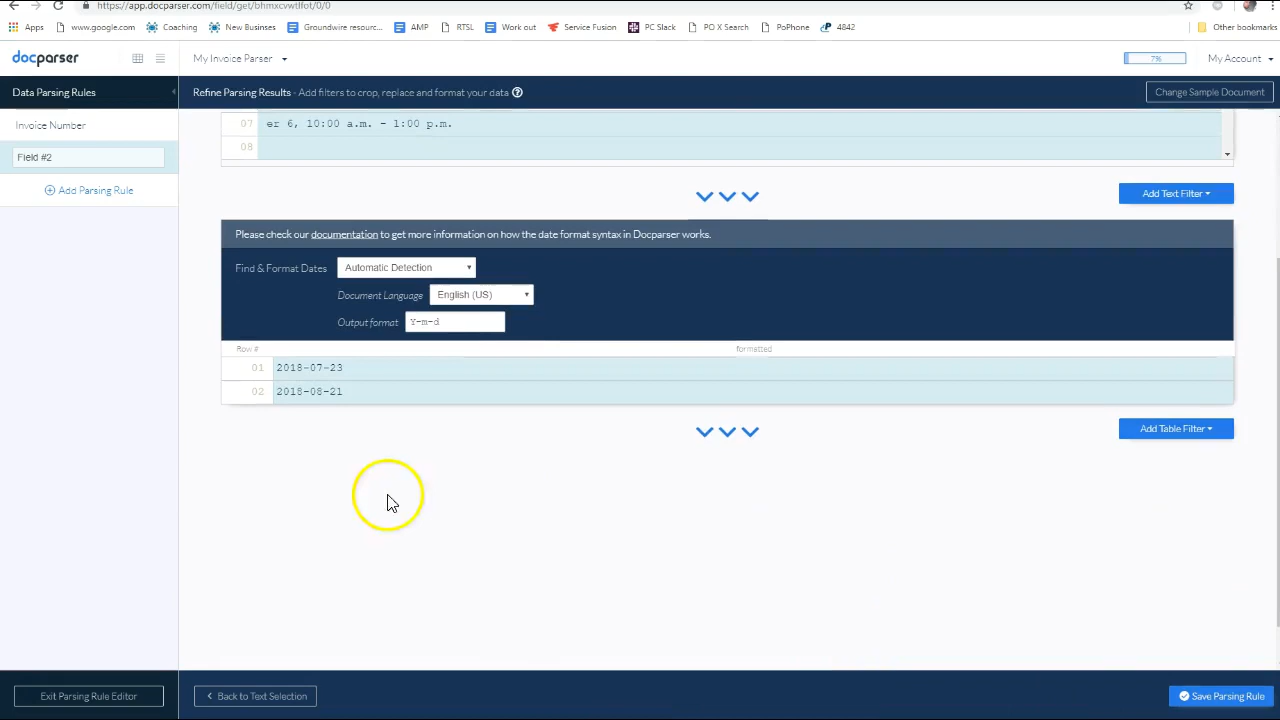 https://app.docparser.com/field/get/bhmxcvwtlfot/0/0
Apps www.google.com Coaching New Busines Groundwire resourc... AMP RTSL Work out Service Fusion PC Slack PO X Search PoPhone 4842 Other bookmarks
docparser My Invoice Parser 7% My Account
Data Parsing Rules Refine Parsing Results - Add filters to crop, replace and format your data Change Sample Document
Invoice Number
07 er 6, 10:00 a.m. - 1:00 p.m.
08
Field #2
Add Parsing Rule
Add Text Filter
Please check our documentation to get more information on how the date format syntax in Docparser works.
Find & Format Dates Automatic Detection
Document Language English (US)
Output format Y-m-d
Row # formatted
01 2018-07-23
02 2018-08-21
Add Table Filter
Exit Parsing Rule Editor Back to Text Selection Save Parsing Rule